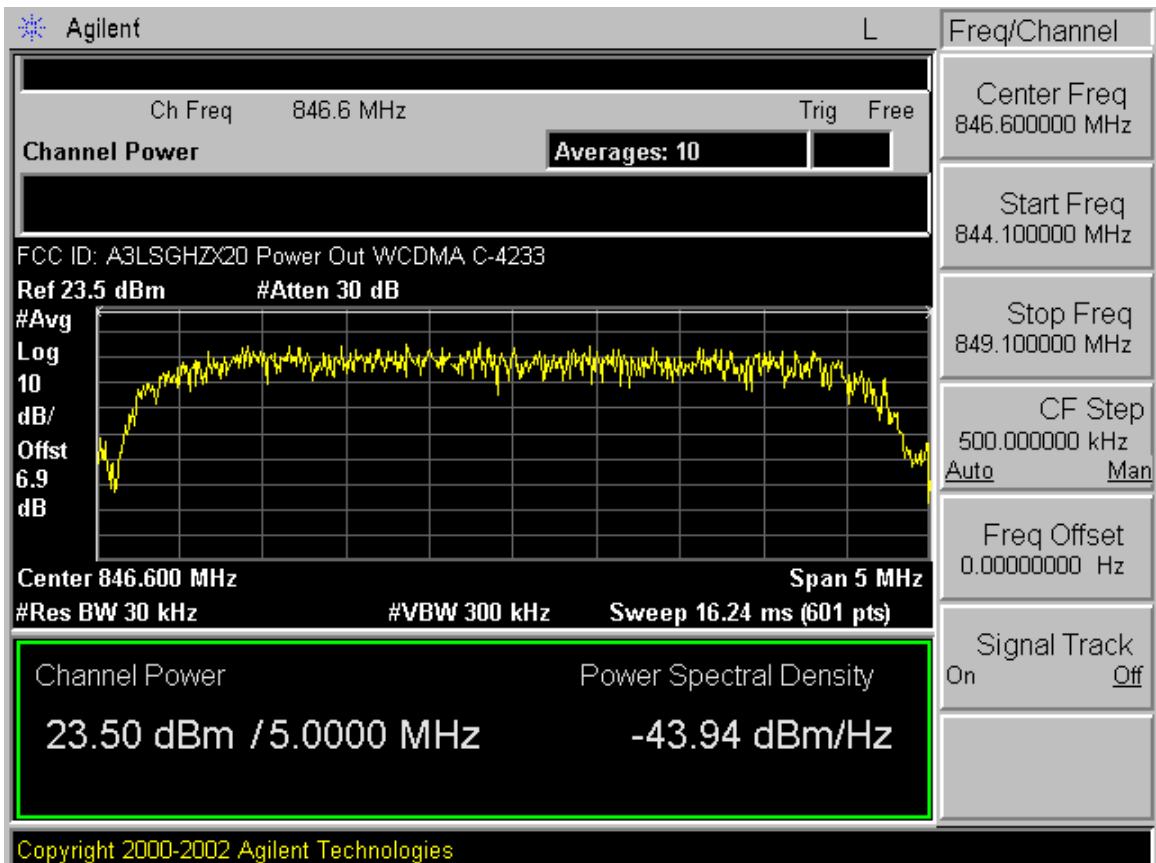 Agilent L Freq/Channel
Ch Freq 846.6 MHz Trig Free
Channel Power Averages: 10
FCC ID: A3LSGHZX20 Power Out WCDMA C-4233
Ref 23.5 dBm #Atten 30 dB
#Avg
Log
10
dB/
Offst
6.9
dB
Center 846.600 MHz Span 5 MHz
#Res BW 30 kHz #VBW 300 kHz Sweep 16.24 ms (601 pts)
Channel Power Power Spectral Density
23.50 dBm /5.0000 MHz -43.94 dBm/Hz
Copyright 2000-2002 Agilent Technologies
Center Freq
846.600000 MHz
Start Freq
844.100000 MHz
Stop Freq
849.100000 MHz
CF Step
500.000000 kHz
Auto Man
Freq Offset
0.00000000 Hz
Signal Track
On Off